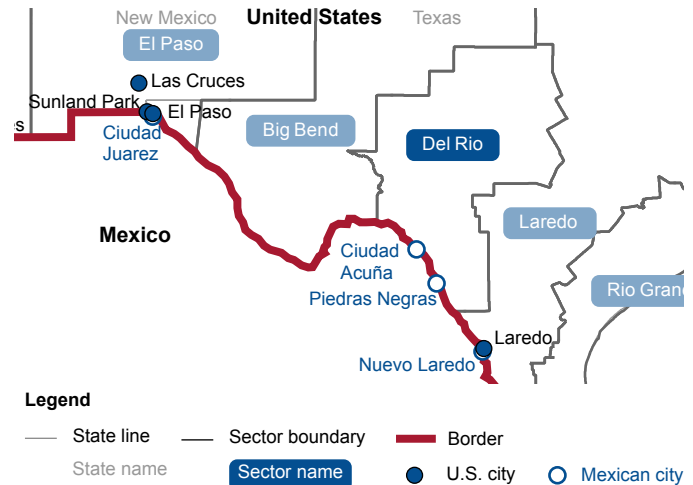 New Mexico
United States
Texas
El Paso
Las Cruces
Sunland Park
El Paso
Ciudad
Juarez
Big Bend
Del Rio
Mexico
Laredo
Ciudad
Acuña
Piedras Negras
Rio Gran
Laredo
Nuevo Laredo
Legend
State line
Sector boundary
Border
State name
Sector name
U.S. city
Mexican city